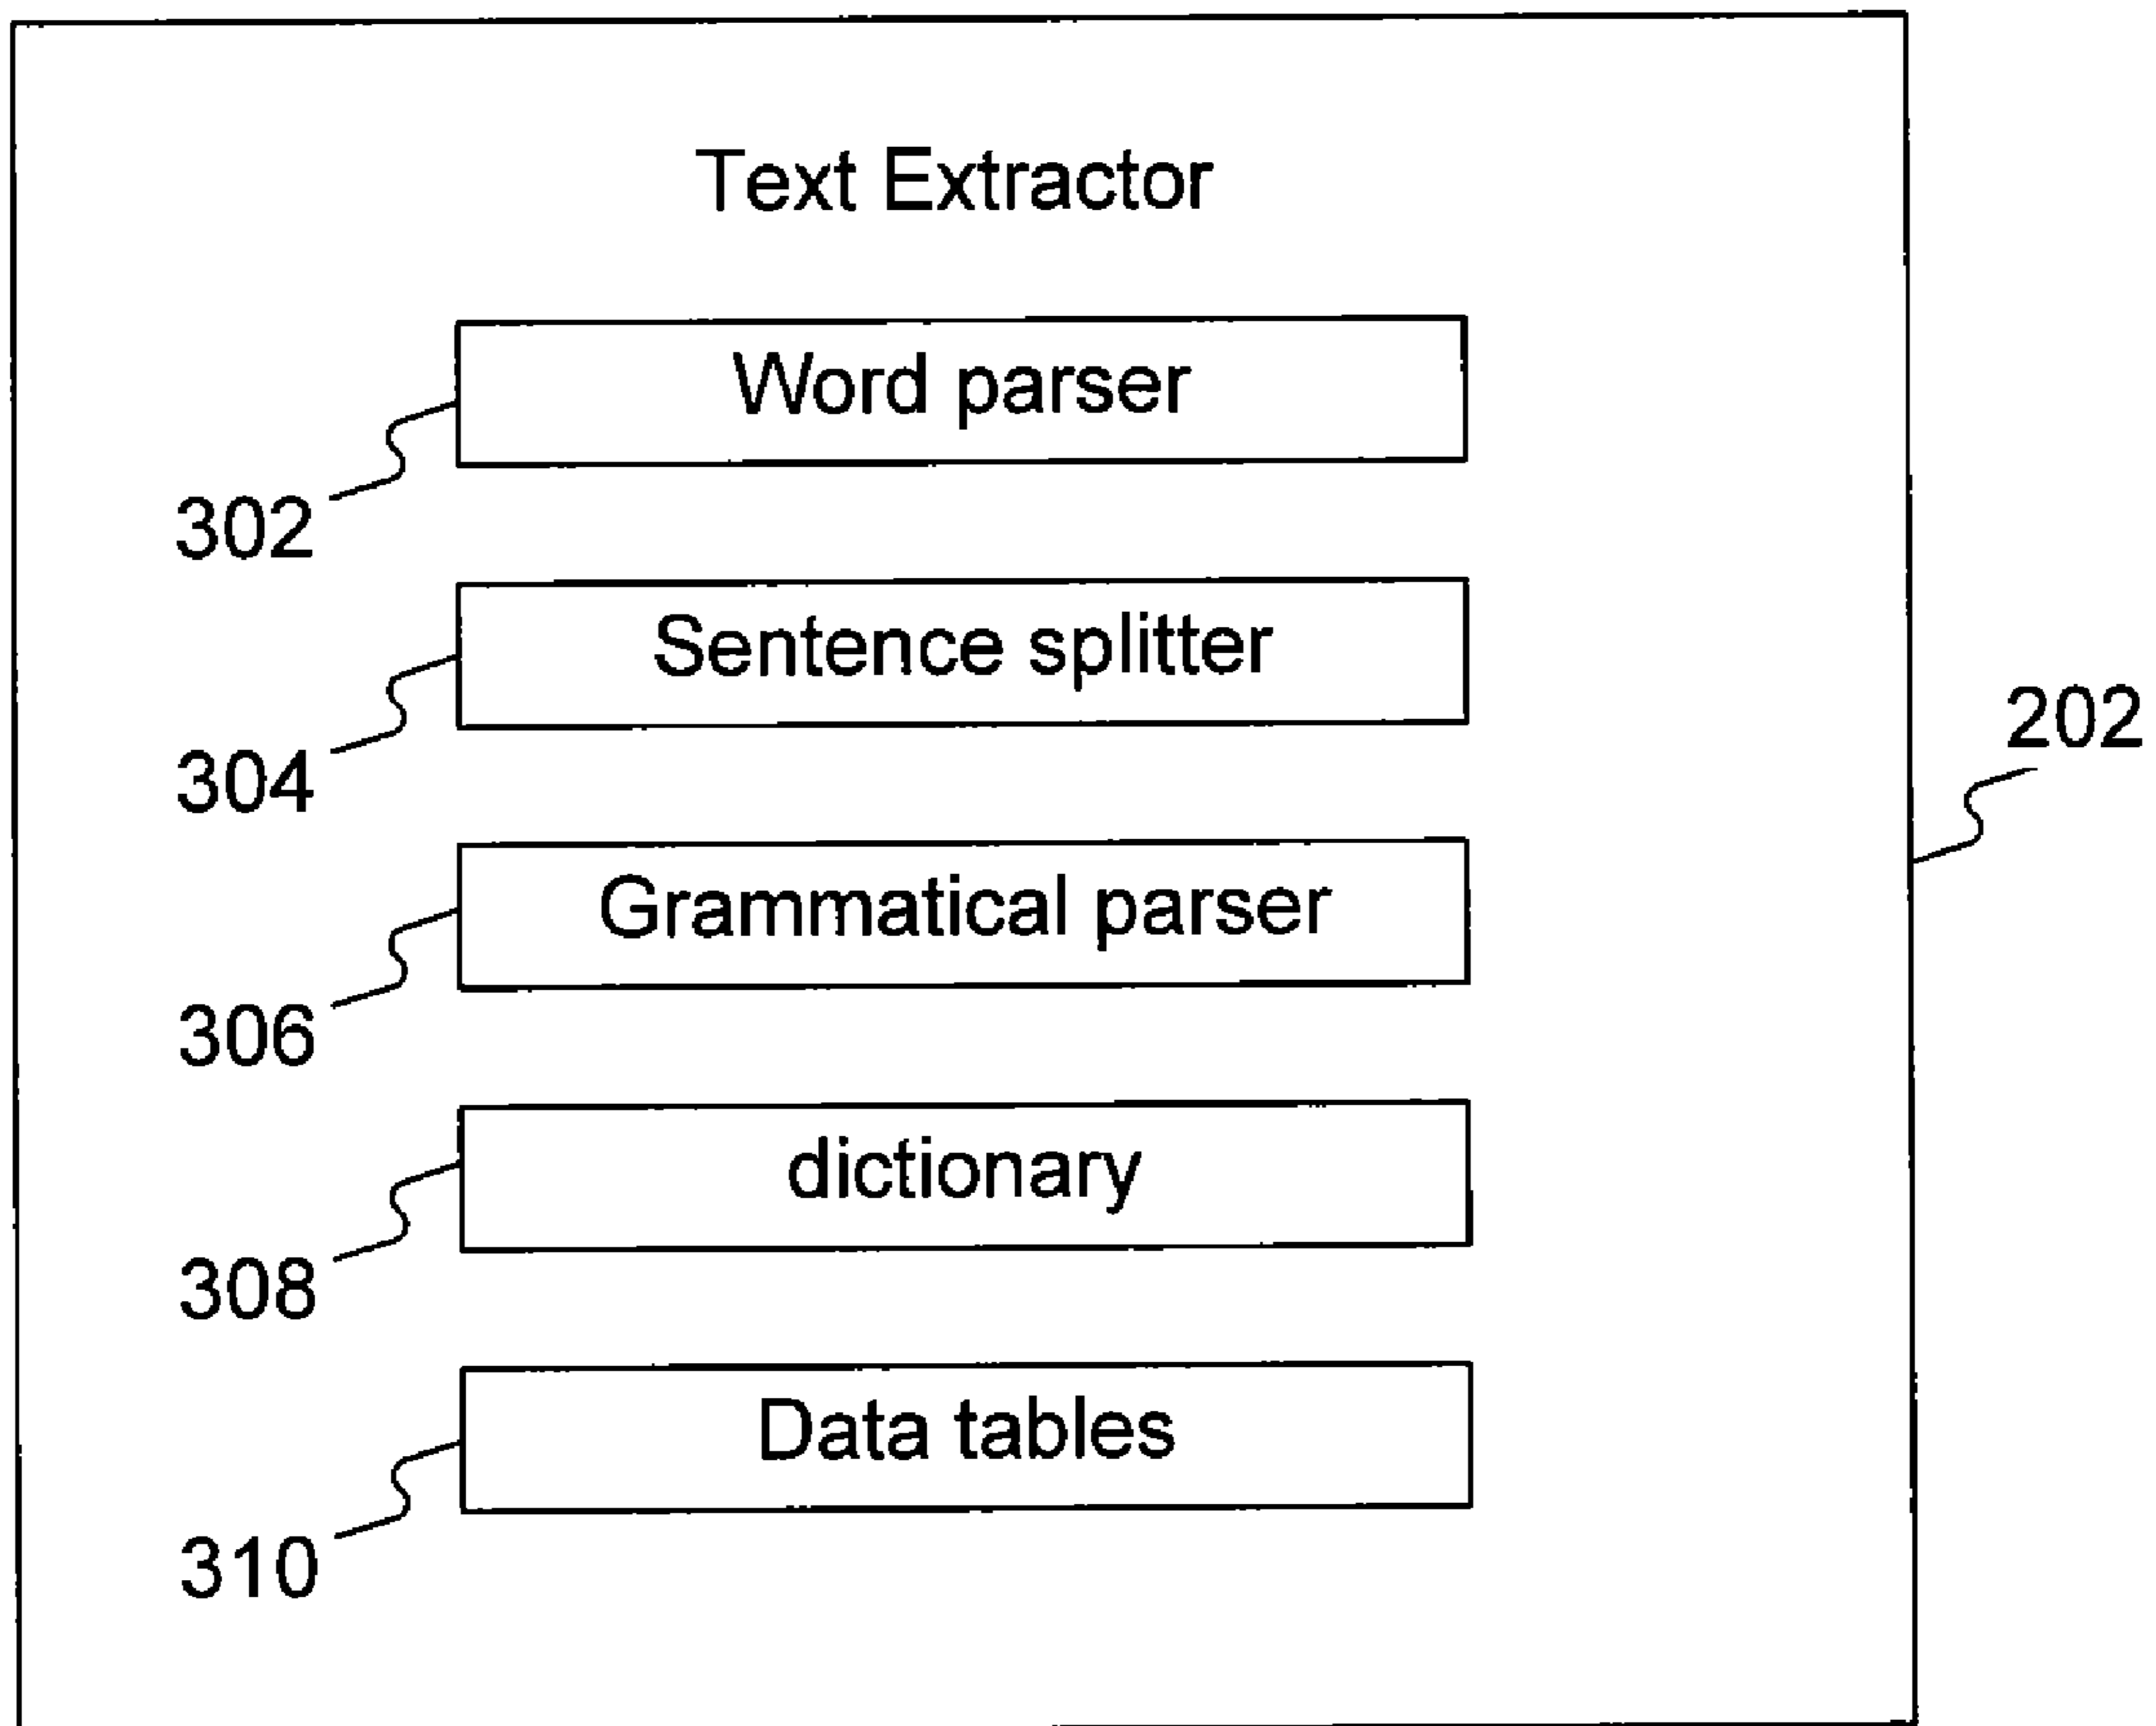 Text Extractor
Word parser
302
Sentence splitter
304
202
Grammatical parser
306
dictionary
308
Data tables
310